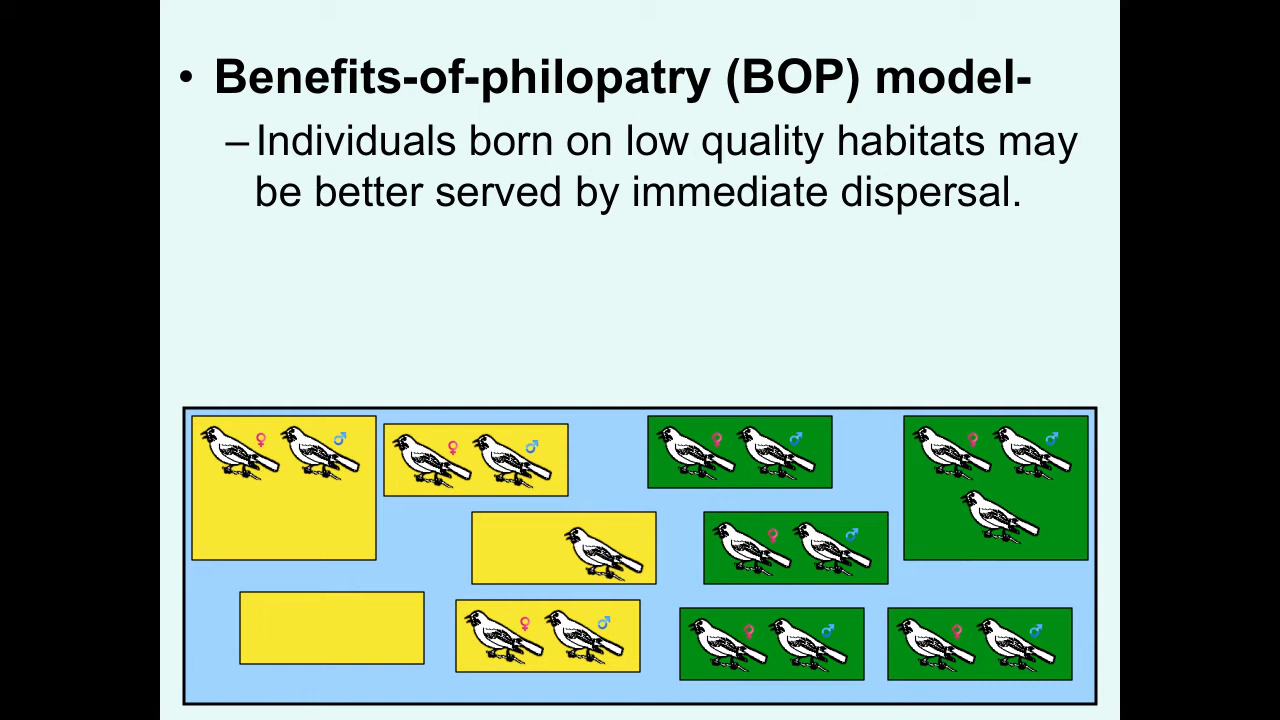 • Benefits-of-philopatry (BOP) model-
–Individuals born on low quality habitats may
be better served by immediate dispersal.
♀ ♂ ♀ ♂ ♀ ♂ ♀ ♂
♀ ♂
♀ ♂ ♀ ♂ ♀ ♂